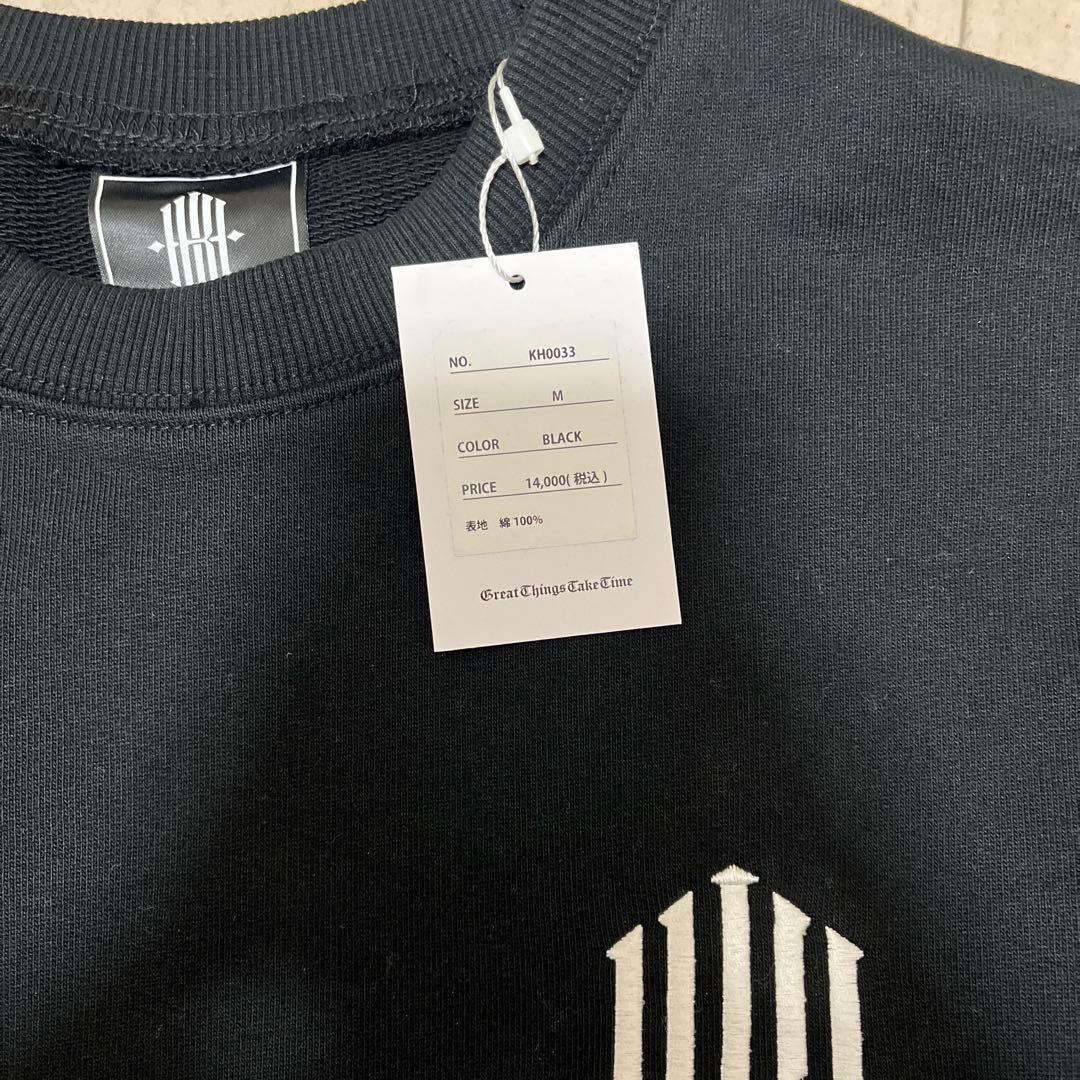 NO. KH0033
SIZE M
COLOR BLACK
PRICE 14,000(税込)
表地 綿100%
GreatThingsTakeTime